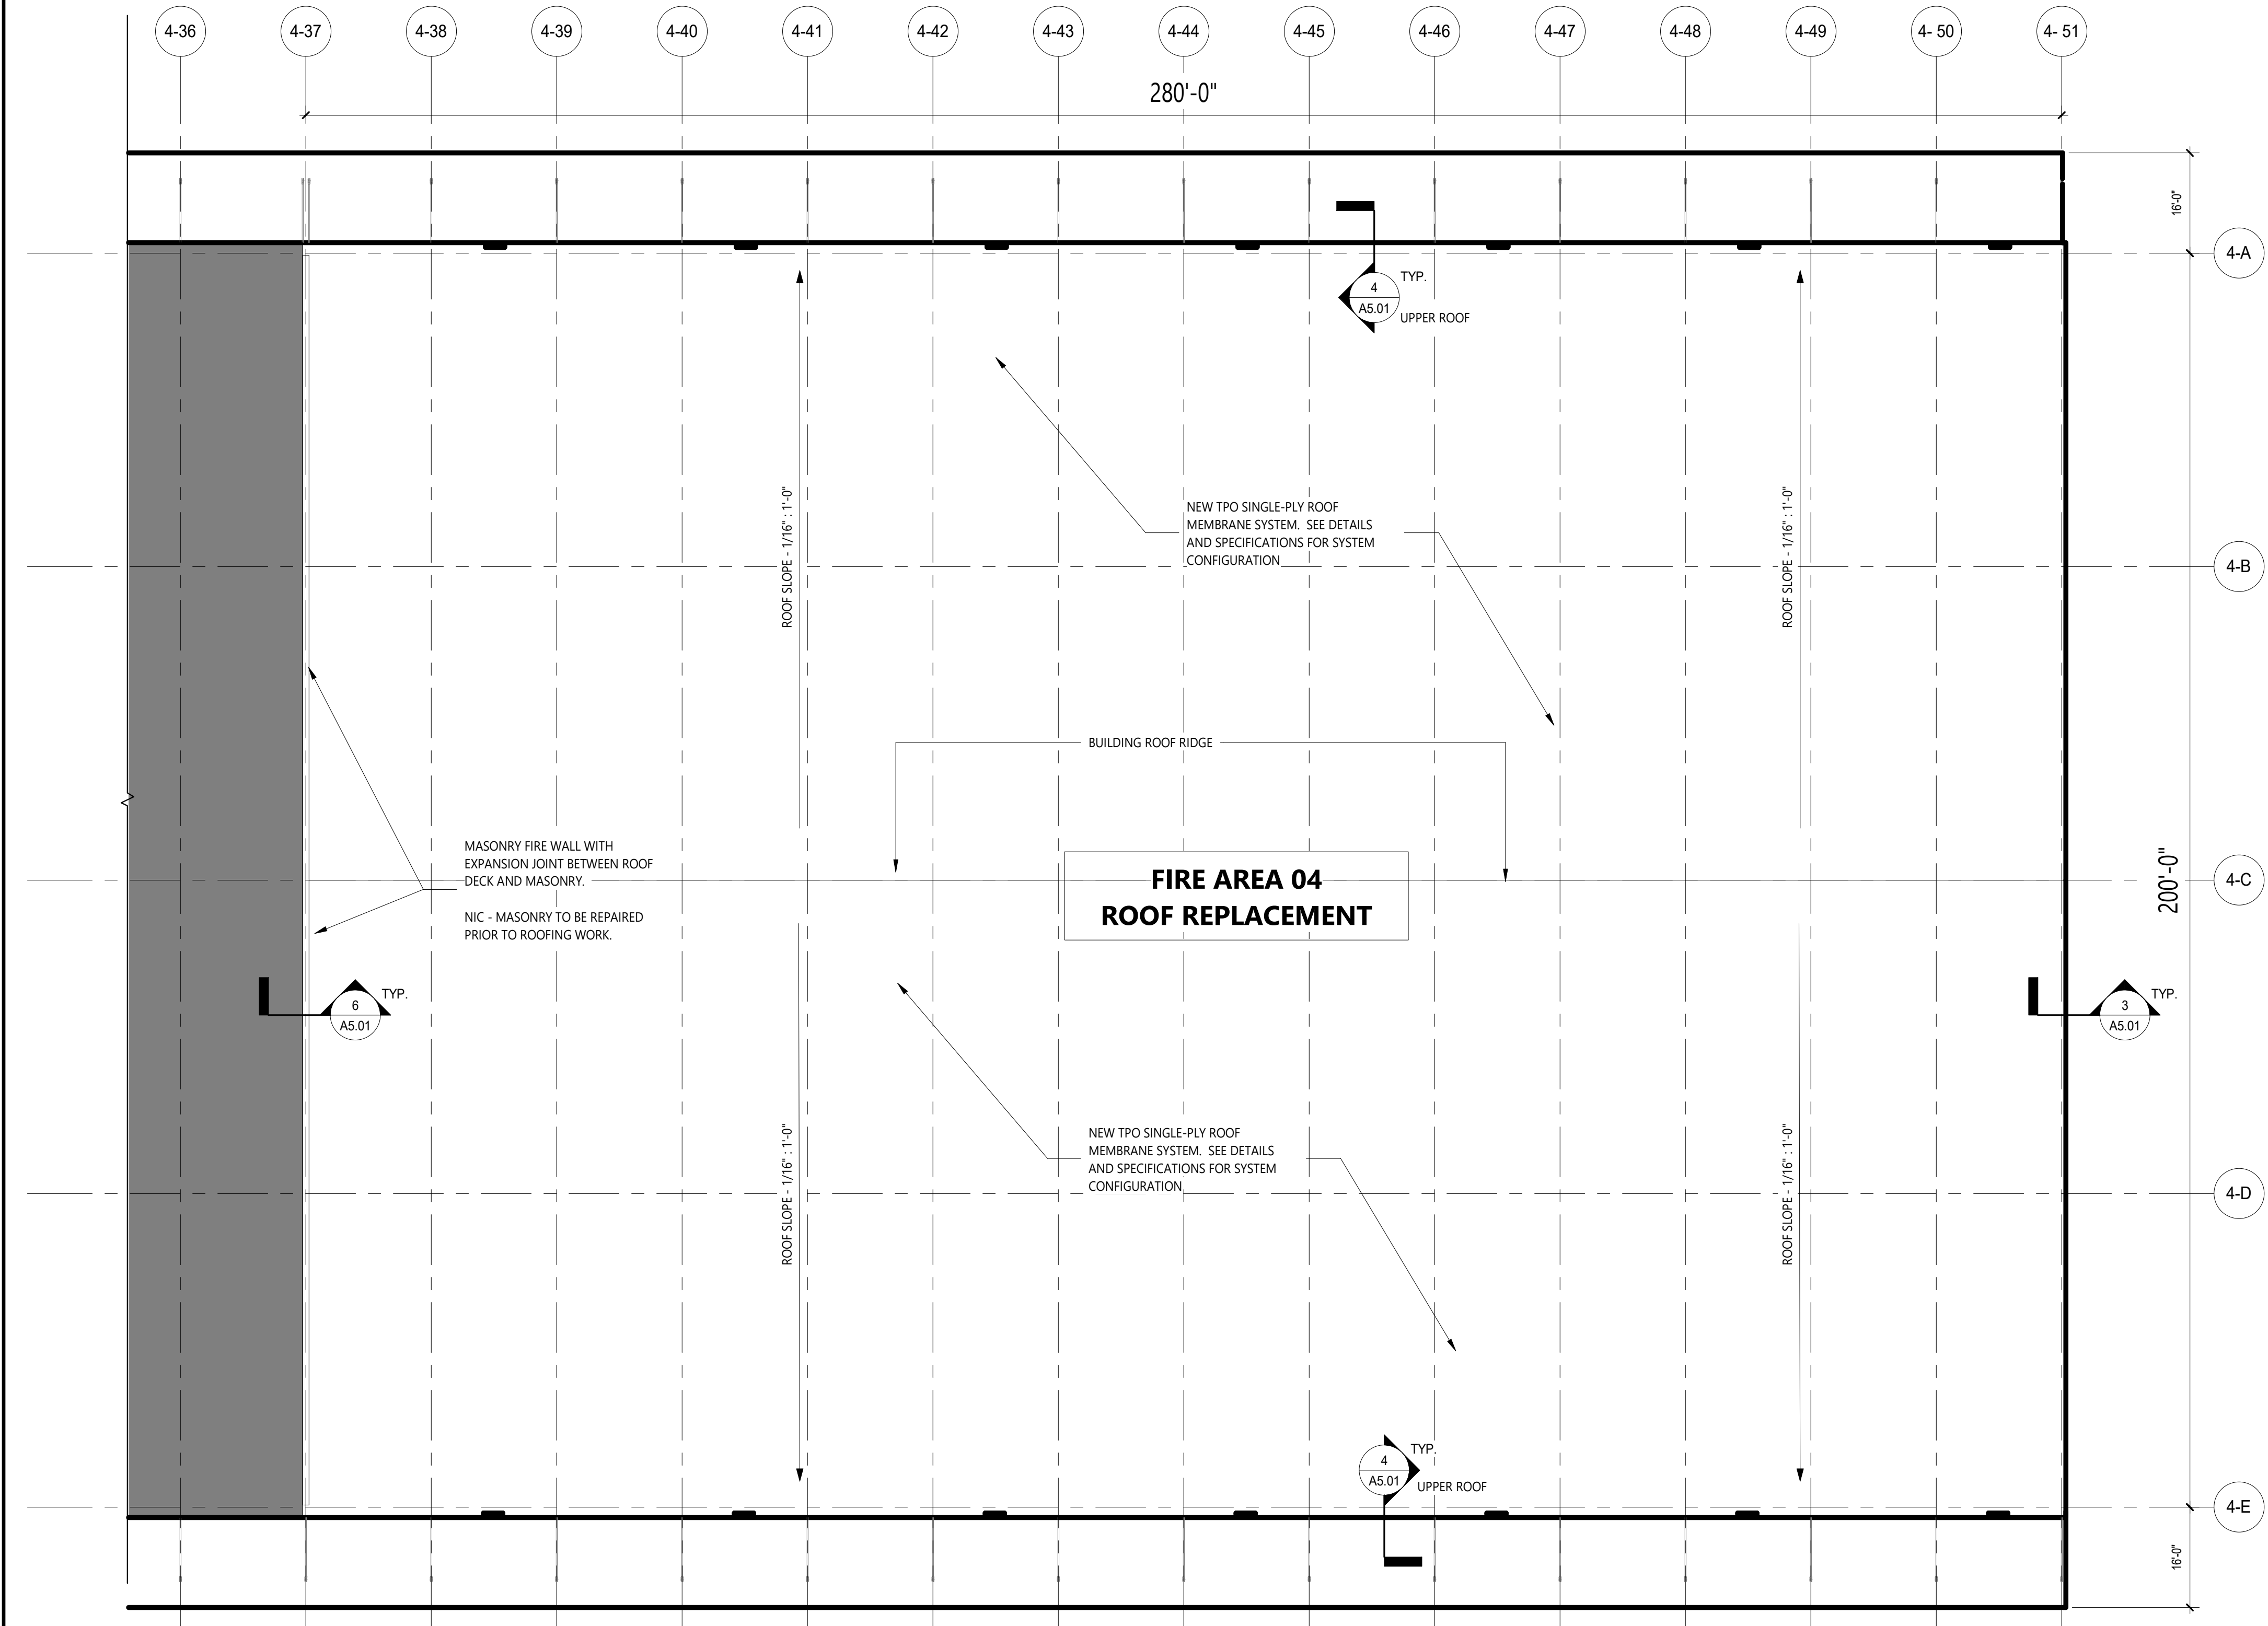 4-36
4-37
4-38
4-39
4-40
4-41
4-42
4-43
4-44
4-45
4-46
4-47
4-48
4-49
4- 50
4- 51
280'-0"
16'-0"
4-A
4
A5.01
TYP.
UPPER ROOF
ROOF SLOPE - 1/16" : 1'-0"
NEW TPO SINGLE-PLY ROOF
MEMBRANE SYSTEM.  SEE DETAILS
AND SPECIFICATIONS FOR SYSTEM
CONFIGURATION
ROOF SLOPE - 1/16" : 1'-0"
4-B
BUILDING ROOF RIDGE
MASONRY FIRE WALL WITH
EXPANSION JOINT BETWEEN ROOF
DECK AND MASONRY.
NIC - MASONRY TO BE REPAIRED
PRIOR TO ROOFING WORK.
FIRE AREA 04
ROOF REPLACEMENT
200'-0"
4-C
6
A5.01
TYP.
3
A5.01
TYP.
ROOF SLOPE - 1/16" : 1'-0"
NEW TPO SINGLE-PLY ROOF
MEMBRANE SYSTEM.  SEE DETAILS
AND SPECIFICATIONS FOR SYSTEM
CONFIGURATION
ROOF SLOPE - 1/16" : 1'-0"
4-D
4
A5.01
TYP.
UPPER ROOF
4-E
16'-0"